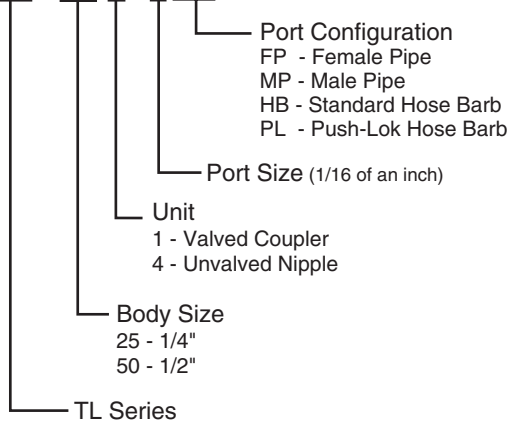 Port Configuration
FP - Female Pipe
MP - Male Pipe
HB - Standard Hose Barb
PL - Push-Lok Hose Barb
Port Size (1/16 of an inch)
Unit
1 - Valved Coupler
4 - Unvalved Nipple
Body Size
25 - 1/4"
50 - 1/2"
TL Series